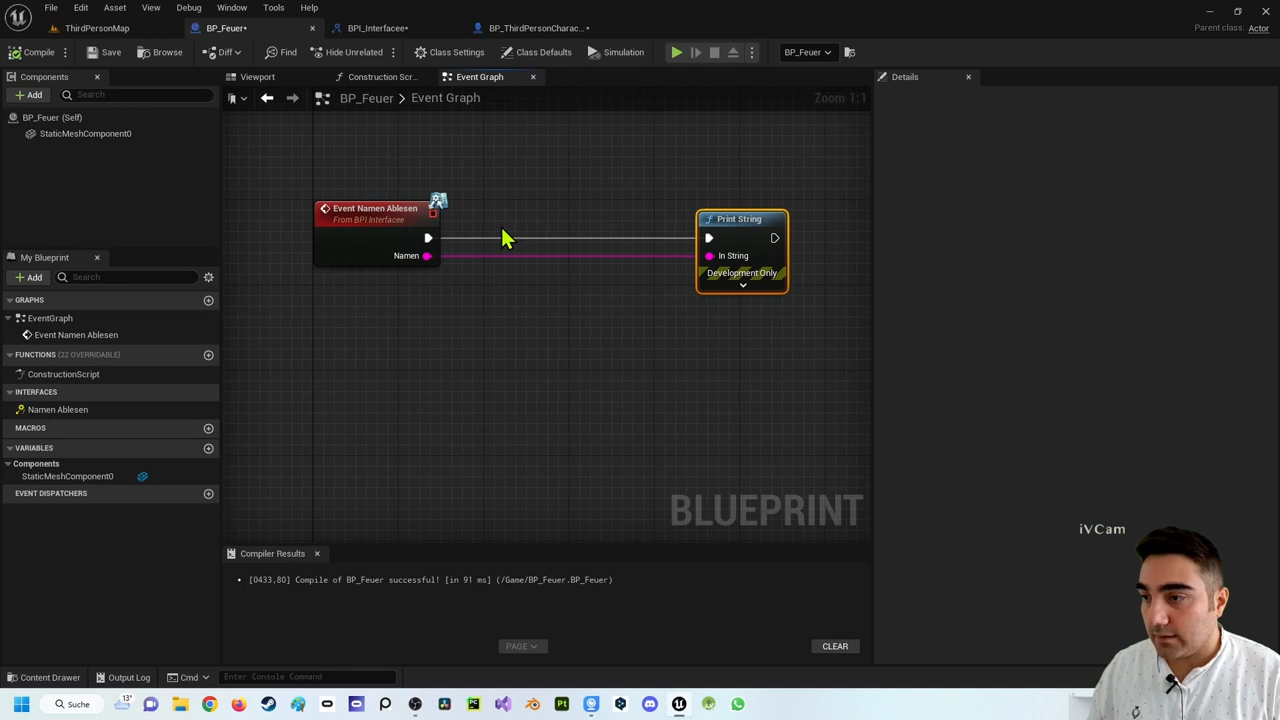 File Edit Asset View Debug Window Tools Help
ThirdPersonMap BP_Feuer• BPI_Interfacee• BP_ThirdPersonCharac...• Parent class: Actor
Compile Save Browse Diff Find Hide Unrelated Class Settings Class Defaults Simulation BP_Feuer
Components Viewport Construction Scr... Event Graph Details
Add Search
BP_Feuer > Event Graph Zoom 1:1
BP_Feuer (Self)
StaticMeshComponent0
Event Namen Ablesen
From BPI Interfacee
Namen
Print String
In String
Development Only
My Blueprint
Add Search
GRAPHS
EventGraph
Event Namen Ablesen
FUNCTIONS (22 OVERRIDABLE)
ConstructionScript
INTERFACES
Namen Ablesen
MACROS
VARIABLES
Components
StaticMeshComponent0
EVENT DISPATCHERS
BLUEPRINT
iVCam
Compiler Results
[0433.80] Compile of BP_Feuer successful! [in 91 ms] (/Game/BP_Feuer.BP_Feuer)
PAGE CLEAR
Content Drawer Output Log Cmd Enter Console Command
Suche 13°